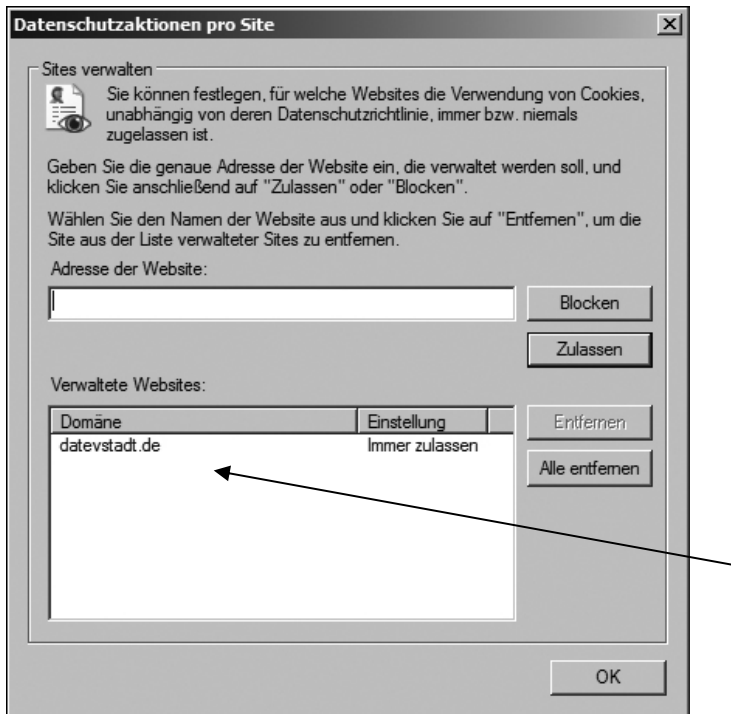 Datenschutzaktionen pro Site
Sites verwalten
Sie können festlegen, für welche Websites die Verwendung von Cookies,
unabhängig von deren Datenschutzrichtlinie, immer bzw. niemals
zugelassen ist.
Geben Sie die genaue Adresse der Website ein, die verwaltet werden soll, und
klicken Sie anschließend auf "Zulassen" oder "Blocken".
Wählen Sie den Namen der Website aus und klicken Sie auf "Entfernen", um die
Site aus der Liste verwalteter Sites zu entfernen.
Adresse der Website:
Blocken
Zulassen
Verwaltete Websites:
Domäne Einstellung
datevstadt.de Immer zulassen
Entfernen
Alle entfernen
OK